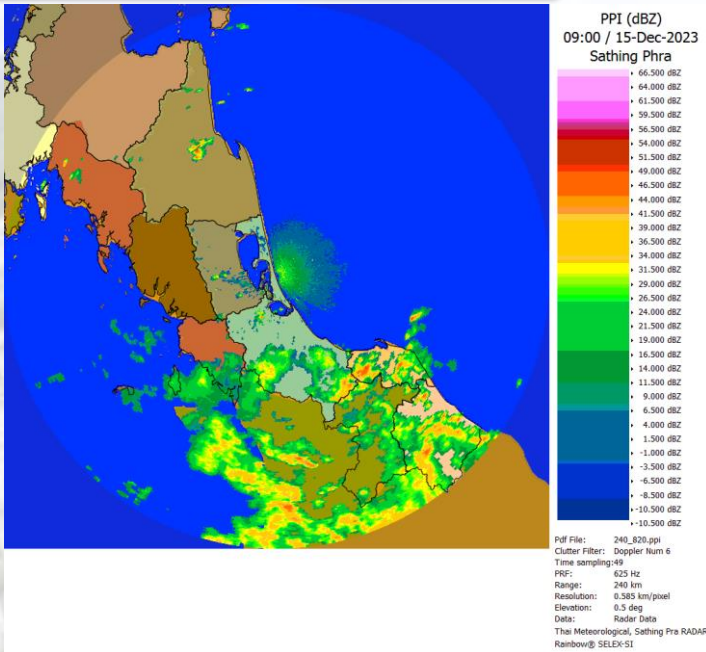 PPI (dBZ)
09:00 / 15-Dec-2023
Sathing Phra
66.500 dBZ
64.000 dBZ
61.500 dBZ
59.500 dBZ
56.500 dBZ
54.000 dBZ
51.500 dBZ
49.000 dBZ
46.500 dBZ
44.000 dBZ
41.500 dBZ
39.000 dBZ
36.500 dBZ
34.000 dBZ
31.500 dBZ
29.000 dBZ
26.500 dBZ
24.000 dBZ
21.500 dBZ
19.000 dBZ
16.500 dBZ
14.000 dBZ
11.500 dBZ
9.000 dBZ
6.500 dBZ
4.000 dBZ
1.500 dBZ
-1.000 dBZ
-3.500 dBZ
-6.500 dBZ
-8.500 dBZ
-10.500 dBZ
-10.500 dBZ
Pdf File: 240_820.ppi
Clutter Filter: Doppler Num 6
Time sampling:49
PRF: 625 Hz
Range: 240 km
Resolution: 0.585 km/pixel
Elevation: 0.5 deg
Data: Radar Data
Thai Meteorological, Sathing Pra RADAR
Rainbow® SELEX-SI